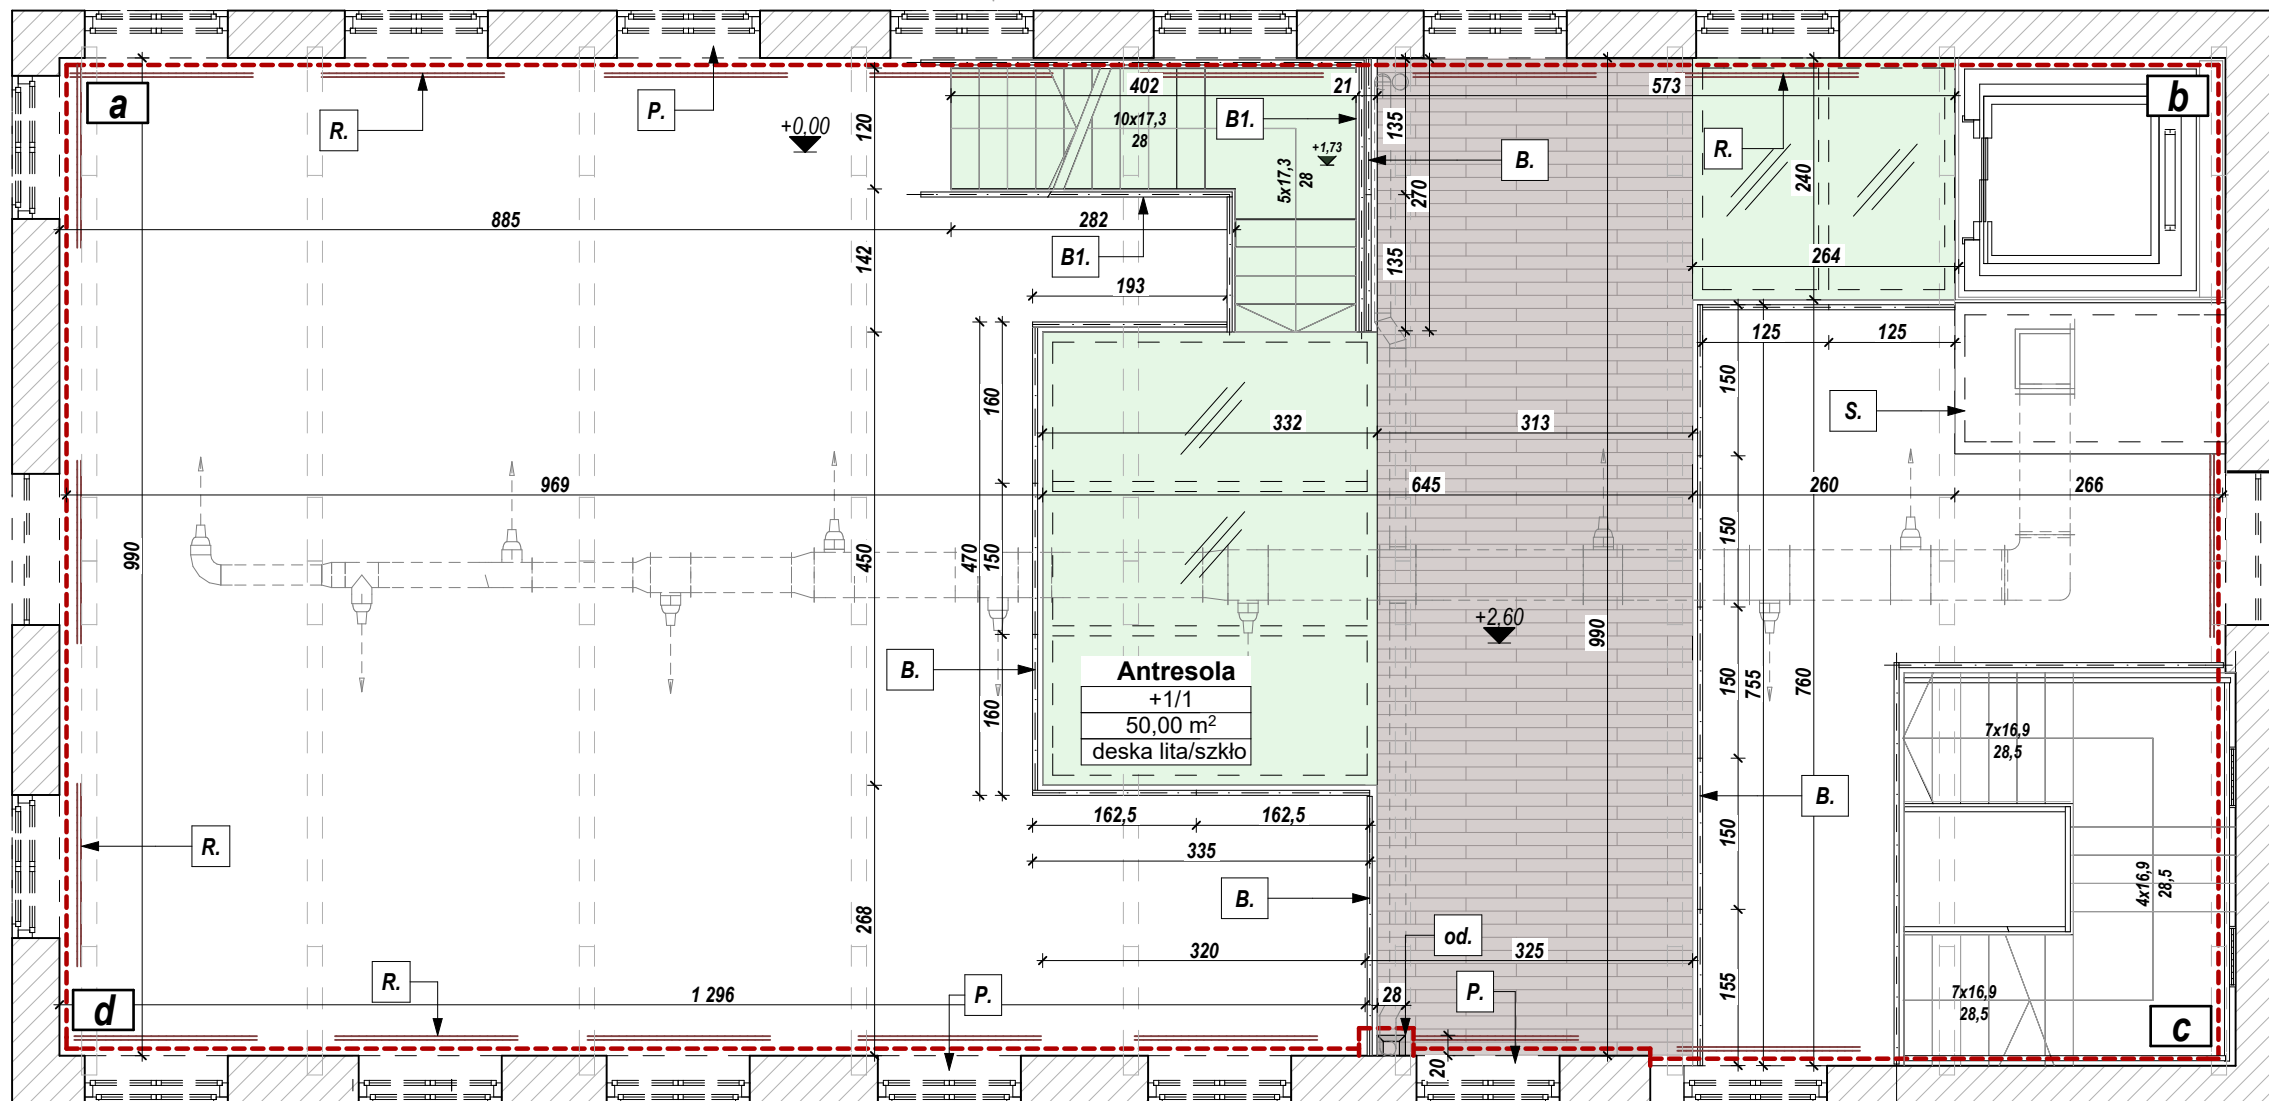 a
R.
P.
+0,00
120
402
21
10x17,3
28
B1.
+1,73
5x17,3
28
135
270
135
B.
573
R.
240
b
885
282
B1.
142
193
264
125
125
160
150
S.
332
313
969
645
260
266
990
450
470
150
150
+2,60
990
Antresola
+1/1
50,00 m²
deska lita/szkło
B.
160
150
755
760
7x16,9
28,5
B.
162,5
162,5
150
R.
335
4x16,9
28,5
B.
268
od.
320
325
155
R.
P.
P.
1 296
28
7x16,9
28,5
d
c
20